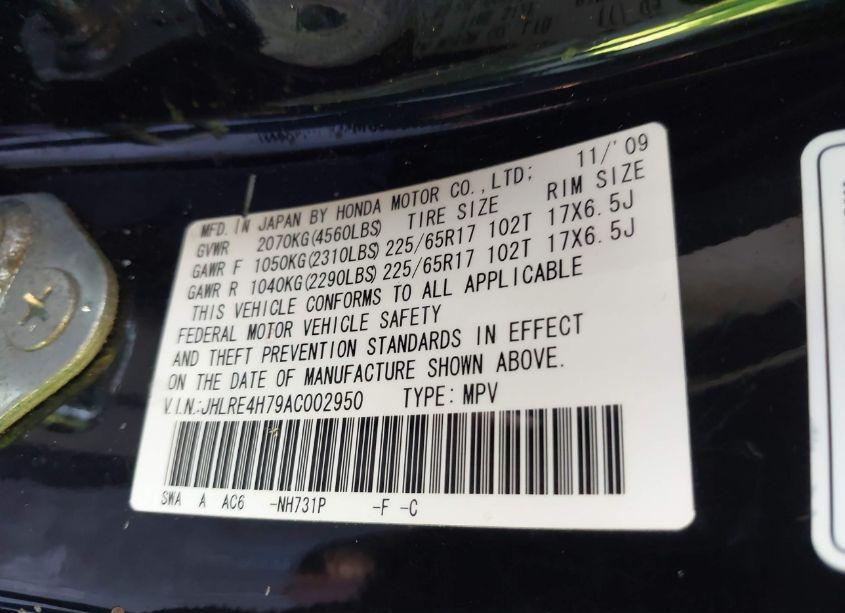 MFD. IN JAPAN BY HONDA MOTOR CO.,LTD; 11/'09
GVWR 2070KG(4560LBS) TIRE SIZE RIM SIZE
GAWR F 1050KG(2310LBS) 225/65R17 102T 17X6.5J
GAWR R 1040KG(2290LBS) 225/65R17 102T 17X6.5J
THIS VEHICLE CONFORMS TO ALL APPLICABLE
FEDERAL MOTOR VEHICLE SAFETY
AND THEFT PREVENTION STANDARDS IN EFFECT
ON THE DATE OF MANUFACTURE SHOWN ABOVE.
V.I.N.:JHLRE4H79AC002950 TYPE: MPV
SWA A AC6 -NH731P -F -C